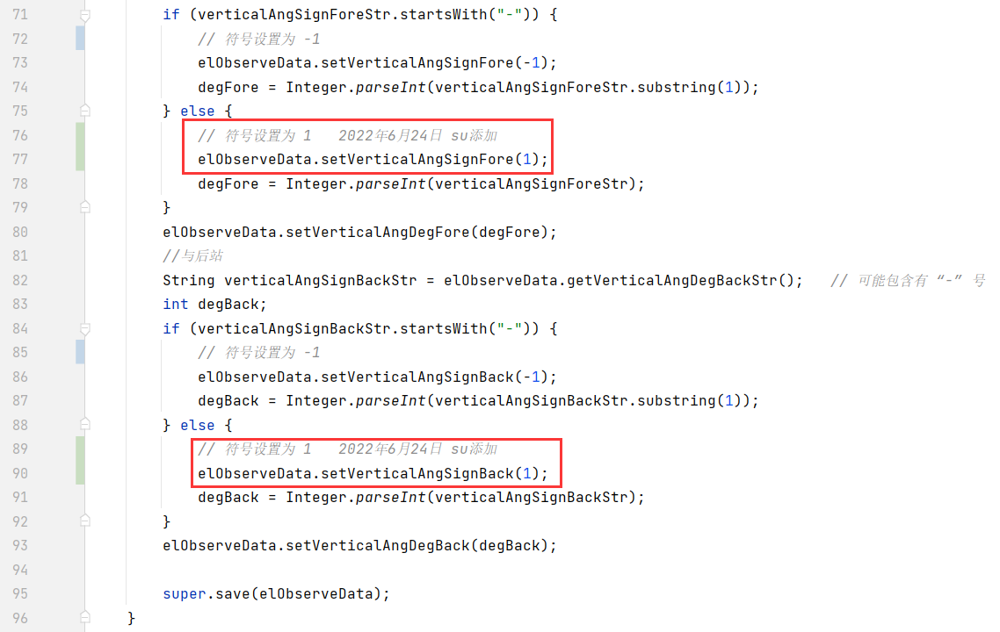 71 if (verticalAngSignForeStr.startsWith("-")) {
72 // 符号设置为 -1
73 elObserveData.setVerticalAngSignFore(-1);
74 degFore = Integer.parseInt(verticalAngSignForeStr.substring(1));
75 } else {
76 // 符号设置为 1 2022年6月24日 su添加
77 elObserveData.setVerticalAngSignFore(1);
78 degFore = Integer.parseInt(verticalAngSignForeStr);
79 }
80 elObserveData.setVerticalAngDegFore(degFore);
81 //与后站
82 String verticalAngSignBackStr = elObserveData.getVerticalAngDegBackStr(); // 可能包含有 “-” 号
83 int degBack;
84 if (verticalAngSignBackStr.startsWith("-")) {
85 // 符号设置为 -1
86 elObserveData.setVerticalAngSignBack(-1);
87 degBack = Integer.parseInt(verticalAngSignBackStr.substring(1));
88 } else {
89 // 符号设置为 1 2022年6月24日 su添加
90 elObserveData.setVerticalAngSignBack(1);
91 degBack = Integer.parseInt(verticalAngSignBackStr);
92 }
93 elObserveData.setVerticalAngDegBack(degBack);
94
95 super.save(elObserveData);
96 }